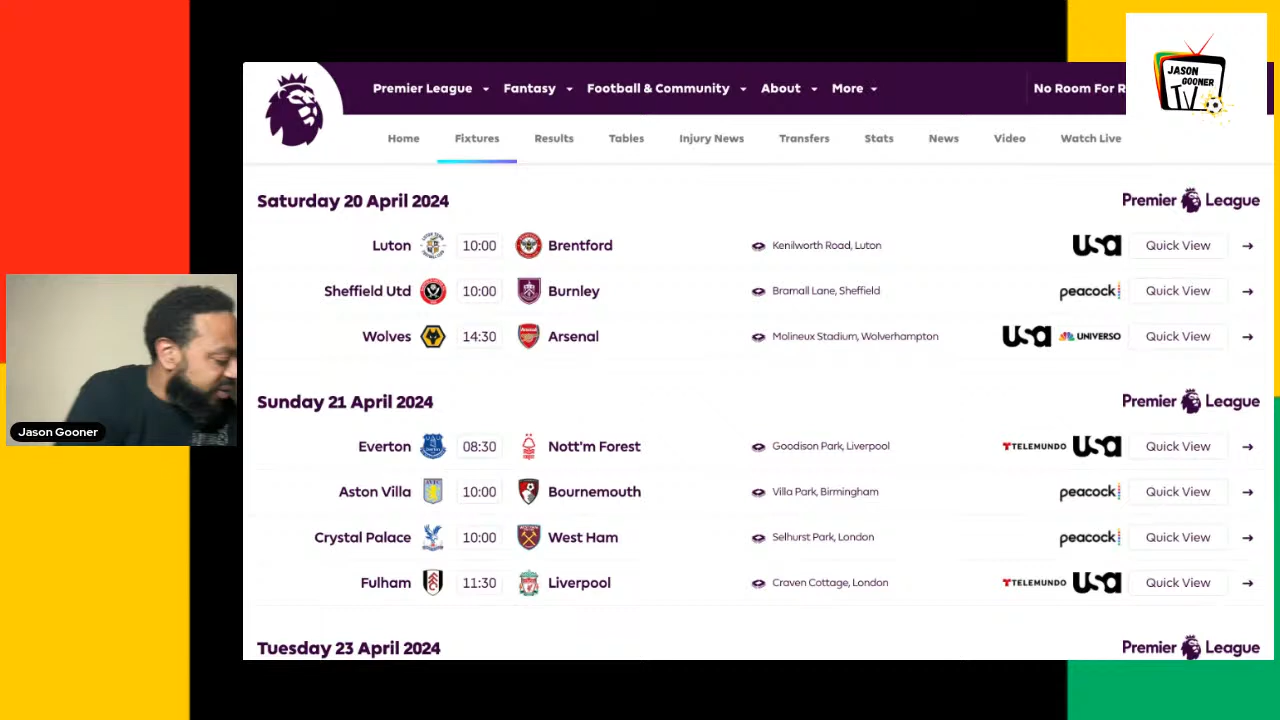 JASON
GOONER
TV
Premier League Fantasy Football & Community About More No Room For R
Home Fixtures Results Tables Injury News Transfers Stats News Video Watch Live
Saturday 20 April 2024 Premier League
Luton 10:00 Brentford Kenilworth Road, Luton USA Quick View →
Sheffield Utd 10:00 Burnley Bramall Lane, Sheffield peacock Quick View →
Wolves 14:30 Arsenal Molineux Stadium, Wolverhampton USA UNIVERSO Quick View →
Sunday 21 April 2024 Premier League
Everton 08:30 Nott'm Forest Goodison Park, Liverpool TELEMUNDO USA Quick View →
Aston Villa 10:00 Bournemouth Villa Park, Birmingham peacock Quick View →
Crystal Palace 10:00 West Ham Selhurst Park, London peacock Quick View →
Fulham 11:30 Liverpool Craven Cottage, London TELEMUNDO USA Quick View →
Tuesday 23 April 2024 Premier League
Jason Gooner